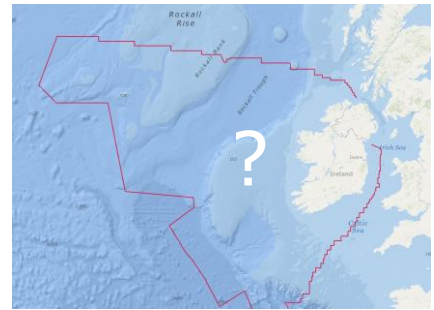 Rockall
Rise
Rockall Bank
Rockall Trough
?
Irish Sea
Ireland
Celtic
Sea